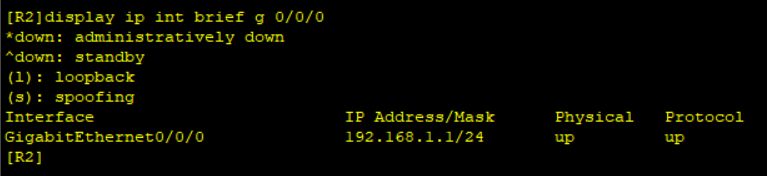 [R2]display ip int brief g 0/0/0
*down: administratively down
^down: standby
(l): loopback
(s): spoofing
Interface IP Address/Mask Physical Protocol
GigabitEthernet0/0/0 192.168.1.1/24 up up
[R2]